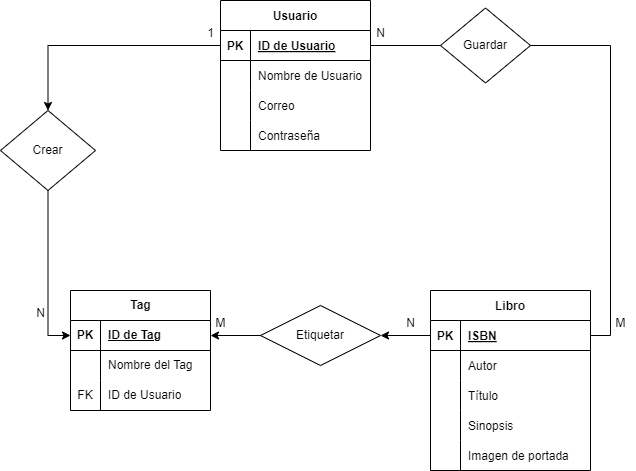 Usuario
1
PK ID de Usuario
N
Guardar
Nombre de Usuario
Correo
Contraseña
Crear
Tag
N
PK ID de Tag
Nombre del Tag
FK ID de Usuario
M
Etiquetar
N
Libro
PK ISBN
M
Autor
Título
Sinopsis
Imagen de portada